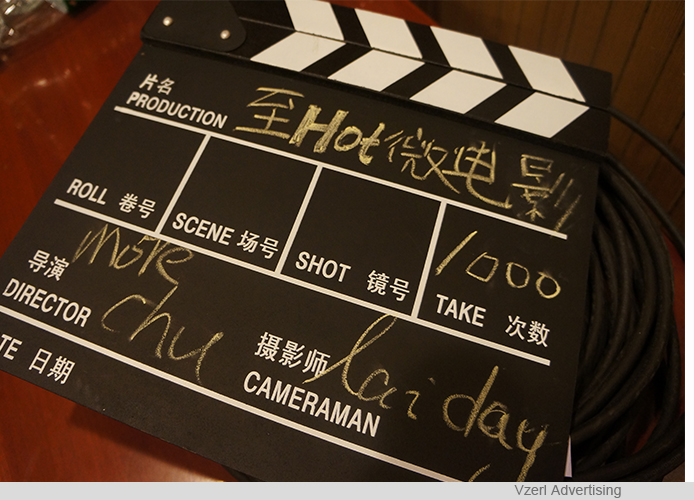 片名
PRODUCTION 至Hot微电影
ROLL 卷号
SCENE 场号
SHOT 镜号
1000
TAKE 次数
导演 more
DIRECTOR chu
摄影师 lai day
CAMERAMAN
TE 日期
Vzerl Advertising